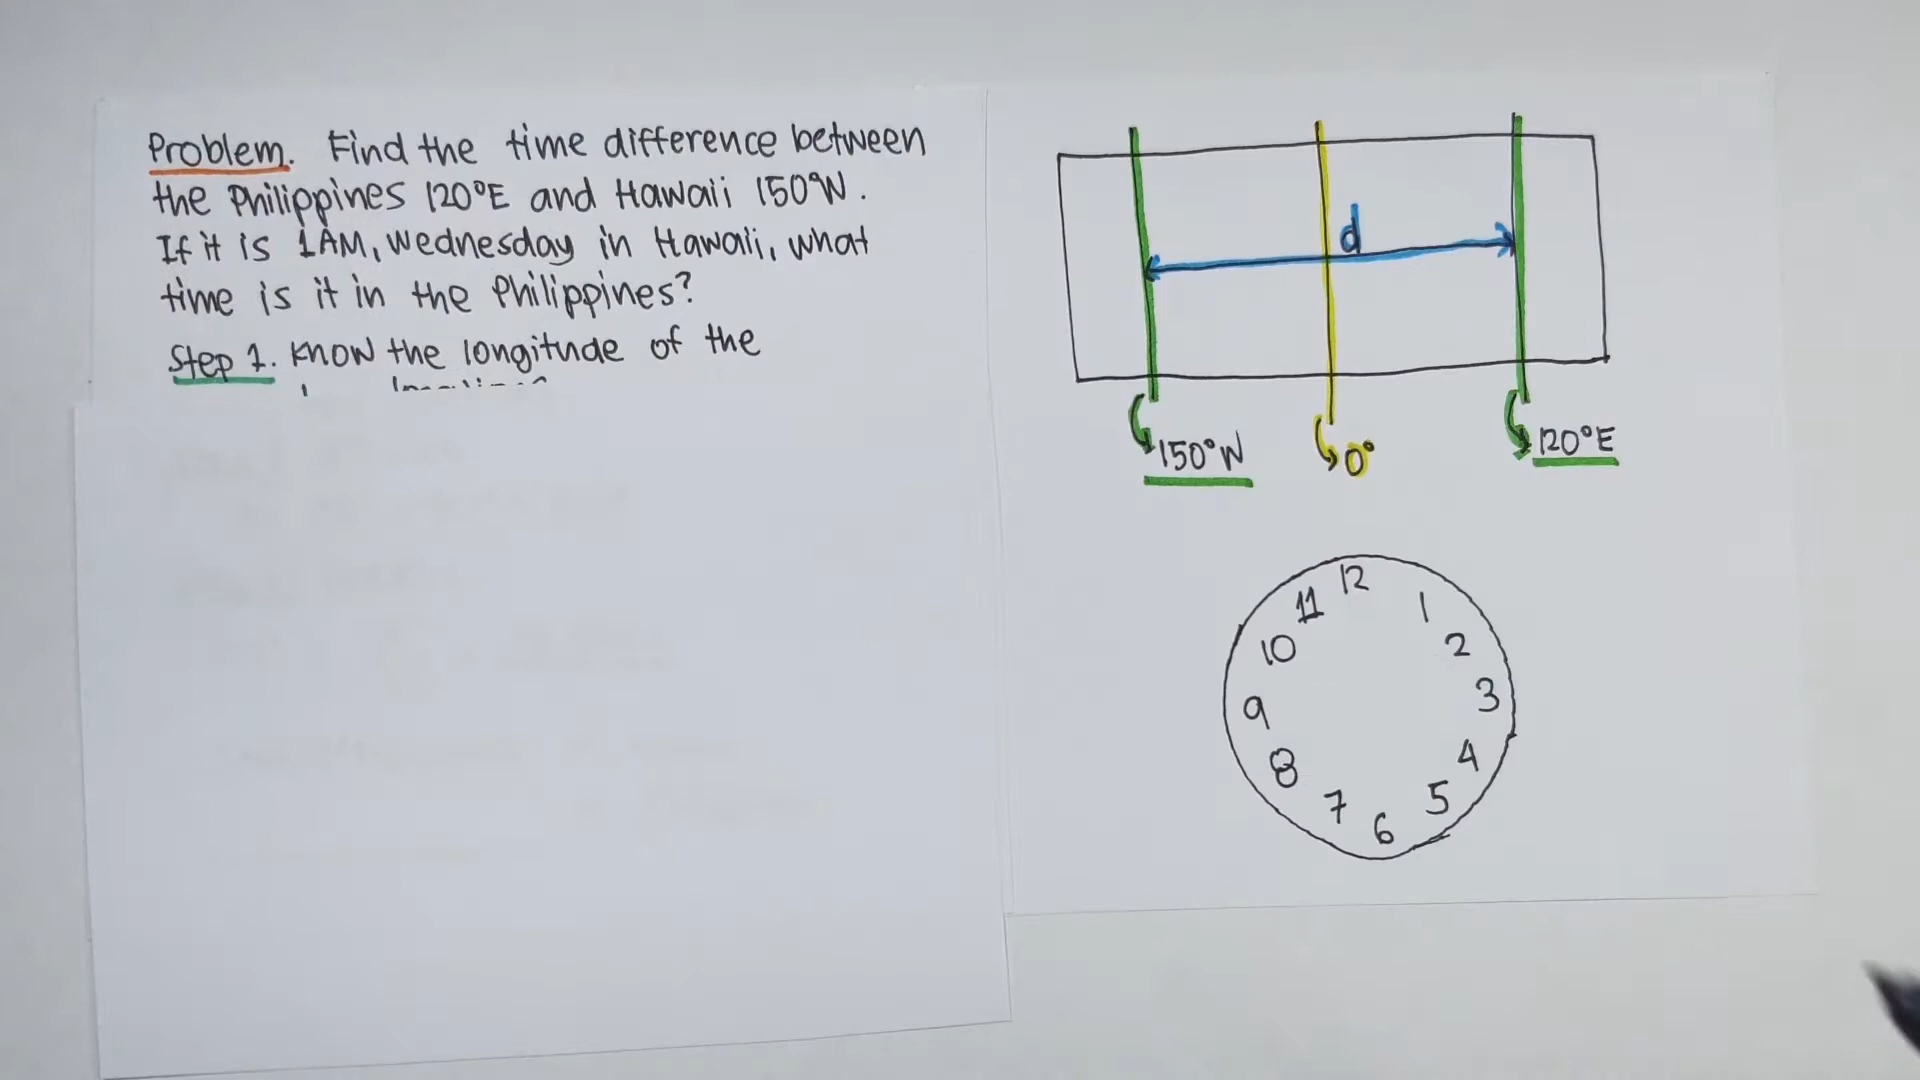 Problem. Find the time difference between
the Philippines 120°E and Hawaii 150°W.
If it is 1AM, Wednesday in Hawaii, what
time is it in the Philippines?
Step 1. Know the longitude of the
d
150°W
0°
120°E
12
11
1
10
2
9
3
8
4
7
5
6